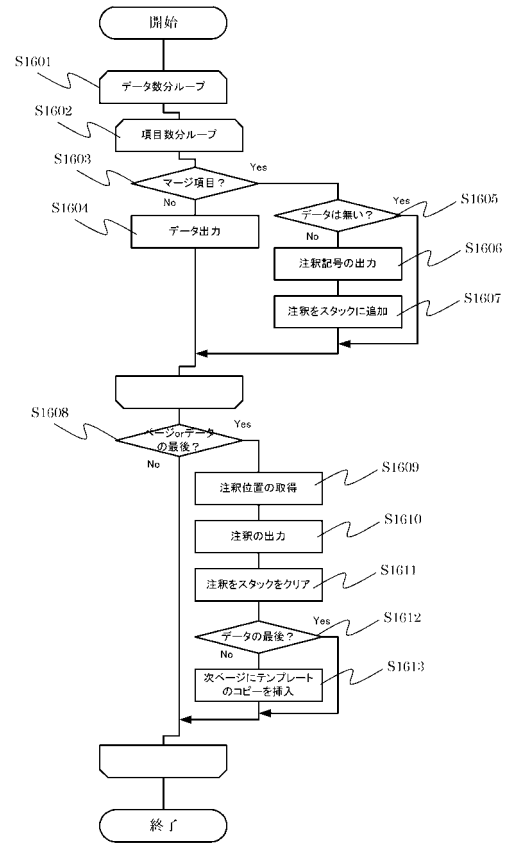 開始
S1601
データ数分ループ
S1602
項目数分ループ
S1603
マージ項目？
Yes
No
S1604
データ出力
S1605
データは無い？
Yes
No
S1606
注釈記号の出力
S1607
注釈をスタックに追加
S1608
ページorデータ
の最後？
Yes
No
S1609
注釈位置の取得
S1610
注釈の出力
S1611
注釈をスタックをクリア
S1612
データの最後？
Yes
No
S1613
次ページにテンプレート
のコピーを挿入
終了